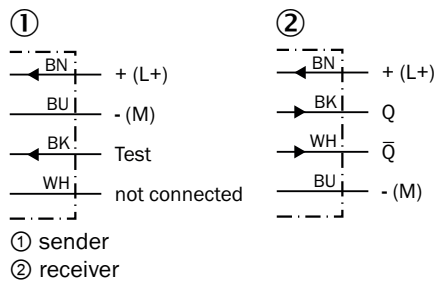 ① ②
BN + (L+)
BU - (M)
BK Test
WH not connected
BN + (L+)
BK Q
WH Q̅
BU - (M)
① sender
② receiver